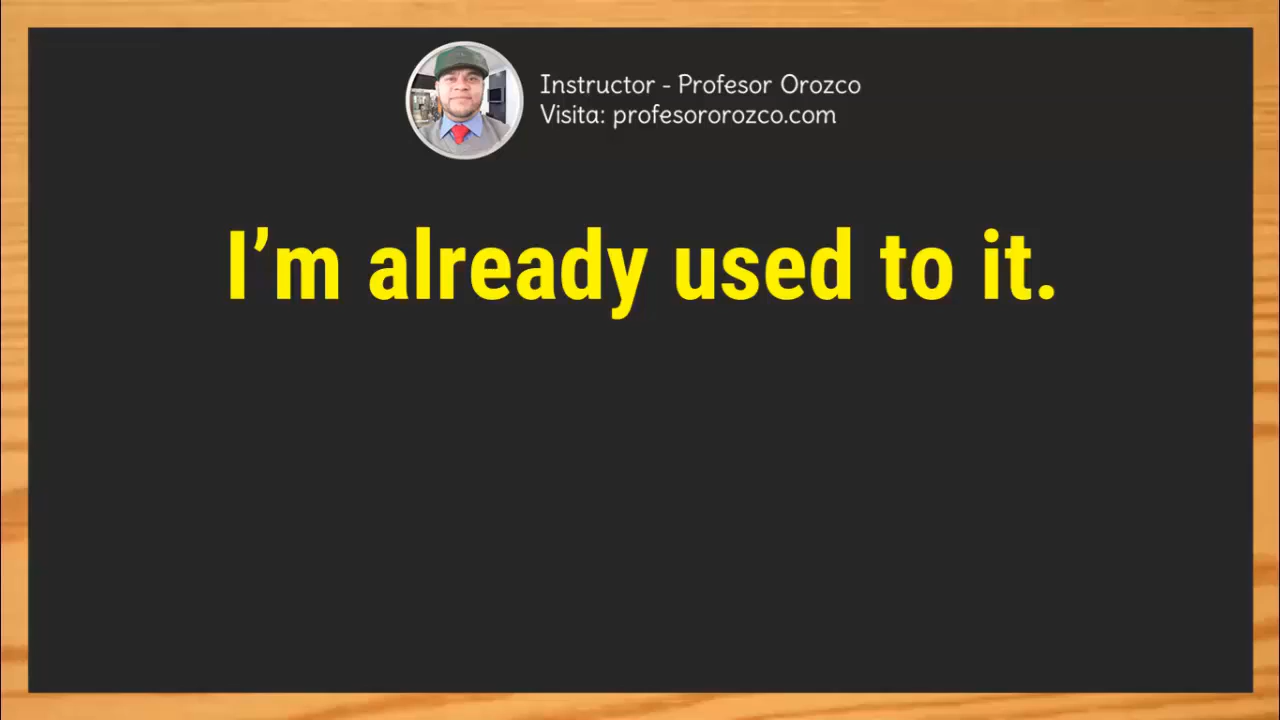 Instructor - Profesor Orozco
Visita: profesororozco.com
I’m already used to it.